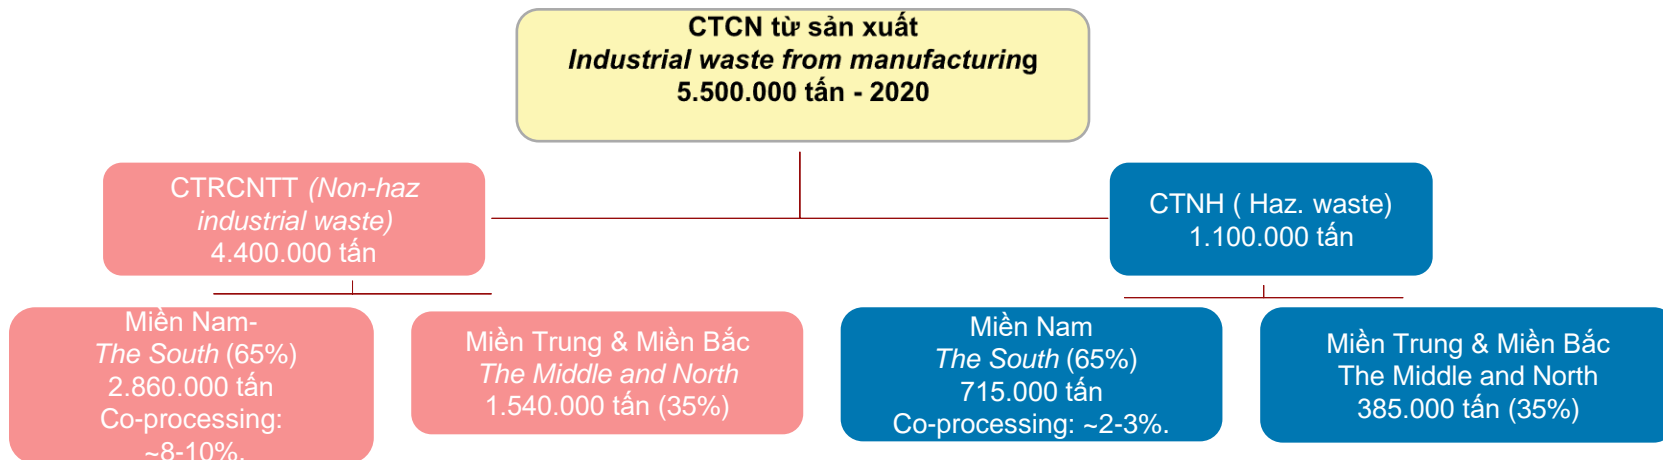 CTCN từ sản xuất
Industrial waste from manufacturing
5.500.000 tấn - 2020
CTRCNTT (Non-haz
industrial waste)
4.400.000 tấn
CTNH ( Haz. waste)
1.100.000 tấn
Miền Nam-
The South (65%)
2.860.000 tấn
Co-processing:
~8-10%.
Miền Trung & Miền Bắc
The Middle and North
1.540.000 tấn (35%)
Miền Nam
The South (65%)
715.000 tấn
Co-processing: ~2-3%.
Miền Trung & Miền Bắc
The Middle and North
385.000 tấn (35%)